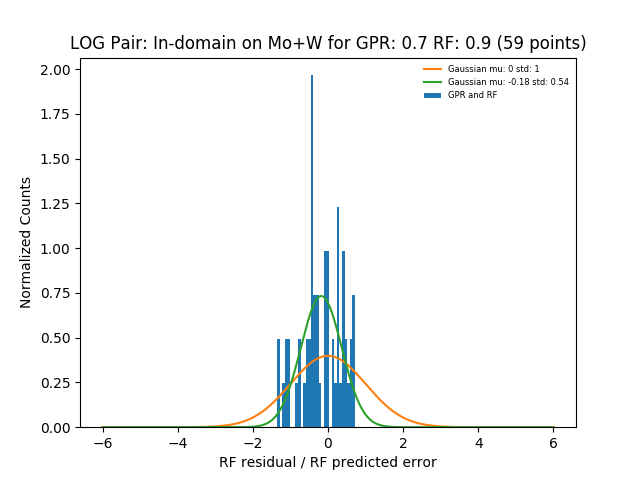 LOG Pair: In-domain on Mo+W for GPR: 0.7 RF: 0.9 (59 points)
Gaussian mu: 0 std: 1
Gaussian mu: -0.18 std: 0.54
GPR and RF
Normalized Counts
2.00
1.75
1.50
1.25
1.00
0.75
0.50
0.25
0.00
−6 −4 −2 0 2 4 6
RF residual / RF predicted error